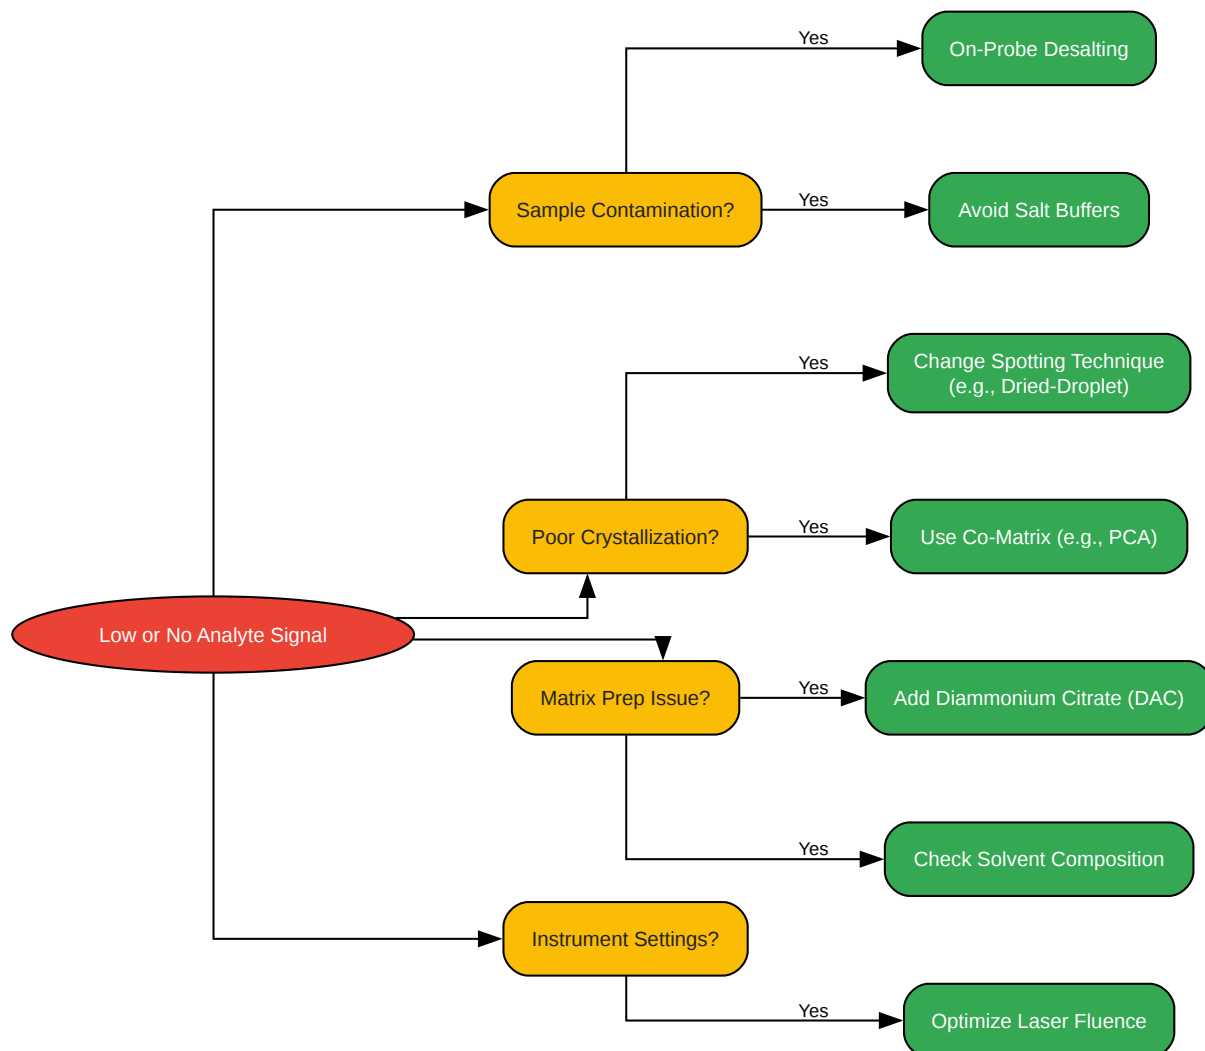 Yes
On-Probe Desalting
Sample Contamination?
Yes
Avoid Salt Buffers
Yes
Change Spotting Technique
(e.g., Dried-Droplet)
Poor Crystallization?
Yes
Use Co-Matrix (e.g., PCA)
Low or No Analyte Signal
Matrix Prep Issue?
Yes
Add Diammonium Citrate (DAC)
Yes
Check Solvent Composition
Instrument Settings?
Yes
Optimize Laser Fluence